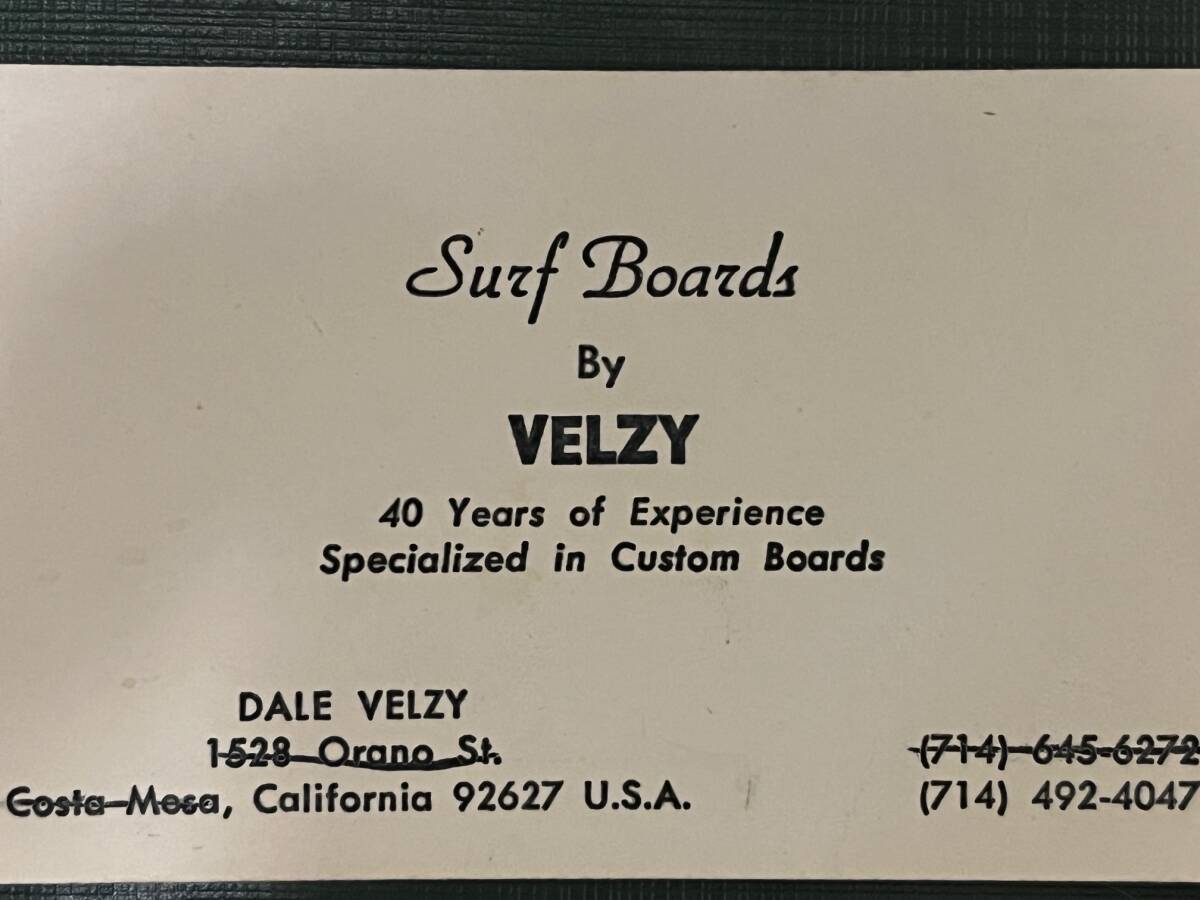 Surf Boards
By
VELZY
40 Years of Experience
Specialized in Custom Boards
DALE VELZY
1528 Orano St.
Costa Mesa, California 92627 U.S.A.
(714) 645-6272
(714) 492-4047